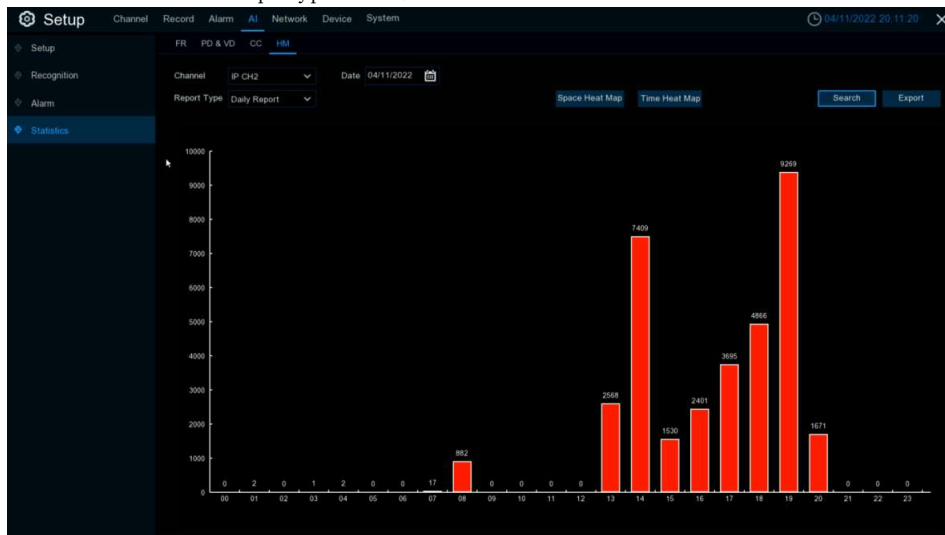 Setup Channel Record Alarm AI Network Device System 04/11/2022 20:11:20 X
Setup
Recognition
Alarm
Statistics
FR PD & VD CC HM
Channel IP CH2 Date 04/11/2022
Report Type Daily Report Space Heat Map Time Heat Map Search Export
10000
9000
8000
7000
6000
5000
4000
3000
2000
1000
0
0 2 0 1 2 0 0 17 882 0 0 0 0 2568 7409 1530 2401 3695 4866 9269 1671 0 0 0
00 01 02 03 04 05 06 07 08 09 10 11 12 13 14 15 16 17 18 19 20 21 22 23